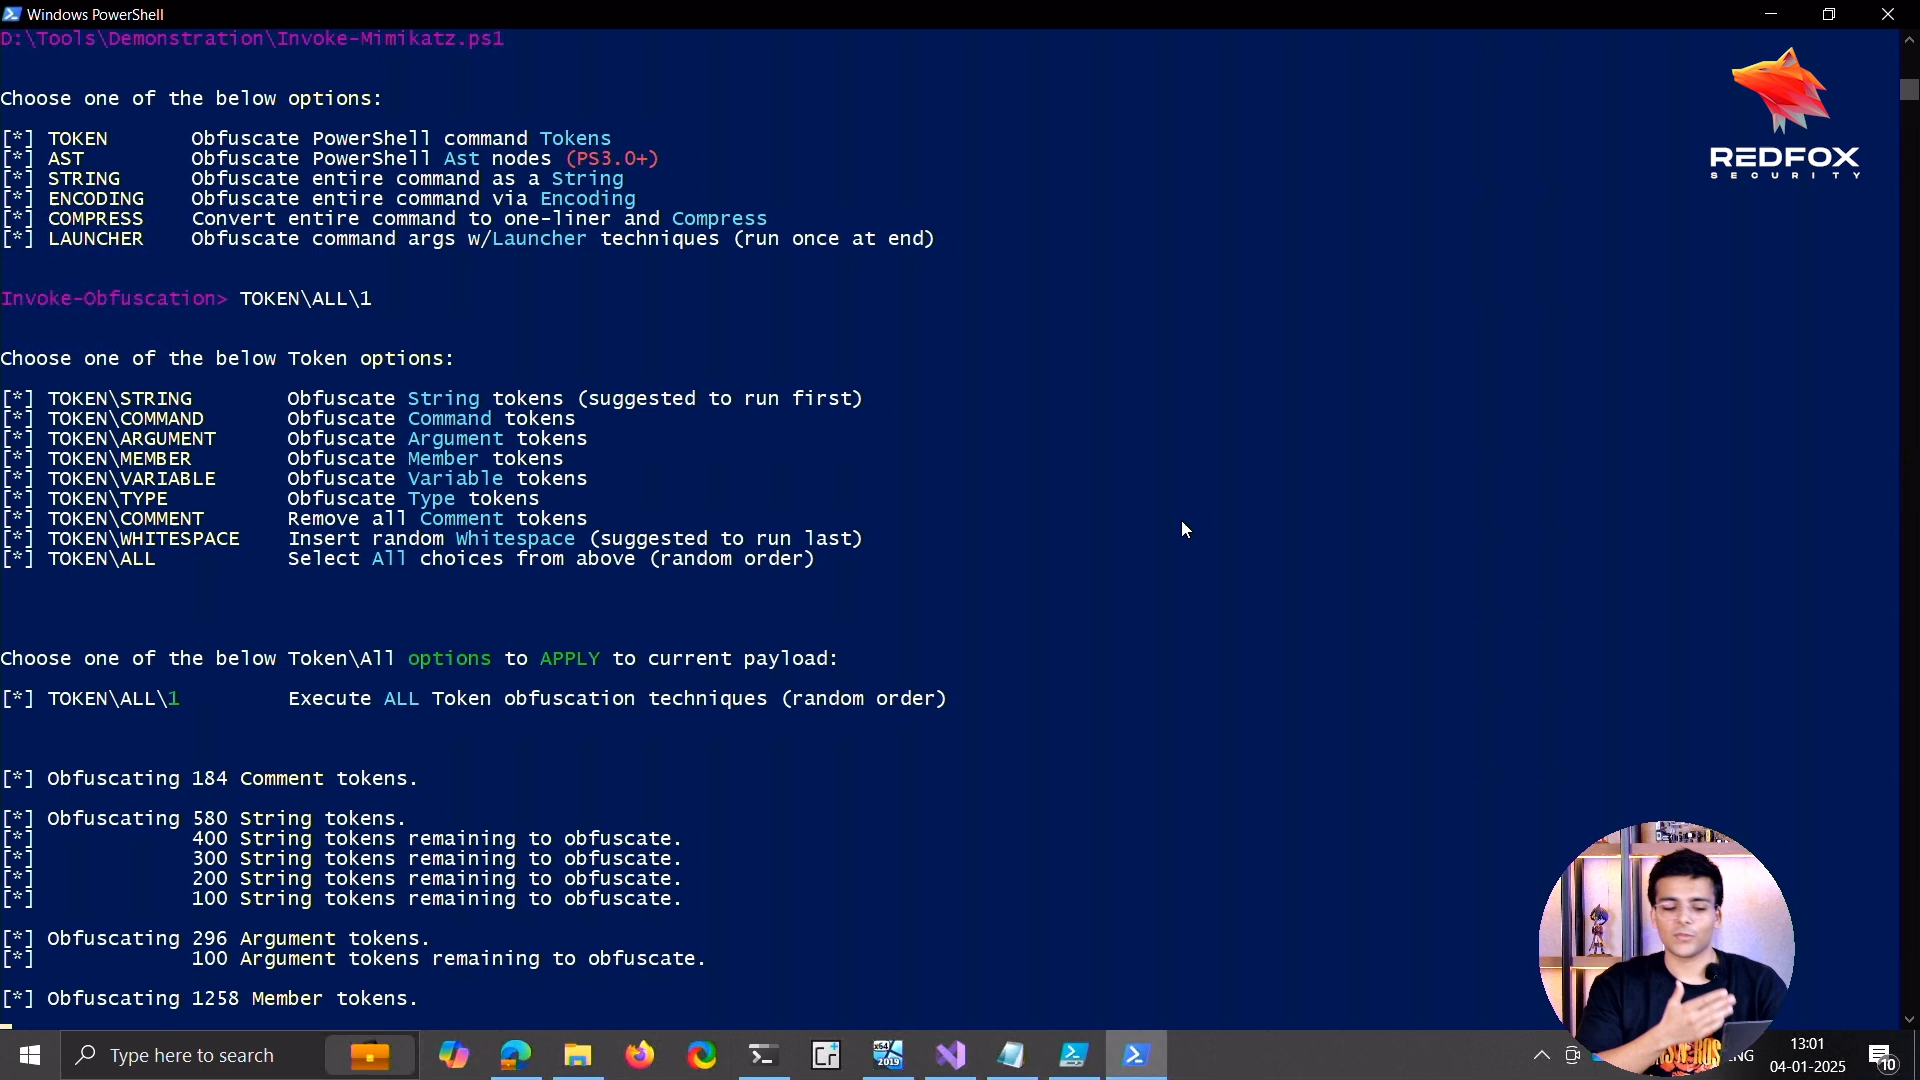 Windows PowerShell
D:\Tools\Demonstration\Invoke-Mimikatz.ps1
REDFOX
SECURITY
Choose one of the below options:
[*] TOKEN Obfuscate PowerShell command Tokens
[*] AST Obfuscate PowerShell Ast nodes (PS3.0+)
[*] STRING Obfuscate entire command as a String
[*] ENCODING Obfuscate entire command via Encoding
[*] COMPRESS Convert entire command to one-liner and Compress
[*] LAUNCHER Obfuscate command args w/Launcher techniques (run once at end)
Invoke-Obfuscation> TOKEN\ALL\1
Choose one of the below Token options:
[*] TOKEN\STRING Obfuscate String tokens (suggested to run first)
[*] TOKEN\COMMAND Obfuscate Command tokens
[*] TOKEN\ARGUMENT Obfuscate Argument tokens
[*] TOKEN\MEMBER Obfuscate Member tokens
[*] TOKEN\VARIABLE Obfuscate Variable tokens
[*] TOKEN\TYPE Obfuscate Type tokens
[*] TOKEN\COMMENT Remove all Comment tokens
[*] TOKEN\WHITESPACE Insert random Whitespace (suggested to run last)
[*] TOKEN\ALL Select All choices from above (random order)
Choose one of the below Token\All options to APPLY to current payload:
[*] TOKEN\ALL\1 Execute ALL Token obfuscation techniques (random order)
[*] Obfuscating 184 Comment tokens.
[*] Obfuscating 580 String tokens.
[*] 400 String tokens remaining to obfuscate.
[*] 300 String tokens remaining to obfuscate.
[*] 200 String tokens remaining to obfuscate.
[*] 100 String tokens remaining to obfuscate.
[*] Obfuscating 296 Argument tokens.
[*] 100 Argument tokens remaining to obfuscate.
[*] Obfuscating 1258 Member tokens.
Type here to search
x64
2019
Cr
13:01
04-01-2025
10